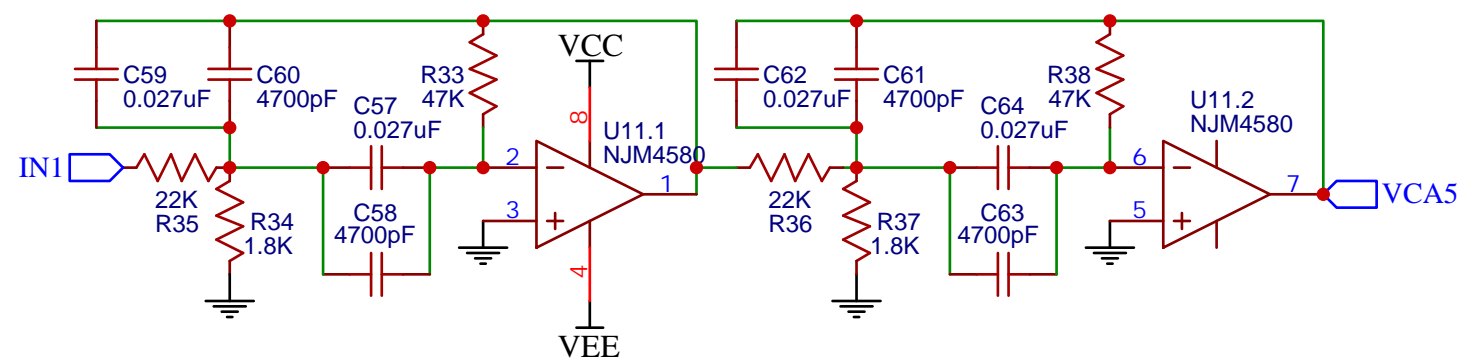 C59
0.027uF
C60
4700pF
R33
47K
VCC
8
C57
0.027uF
U11.1
NJM4580
2
1
3
4
VEE
IN1
22K
R35
R34
1.8K
C58
4700pF
C62
0.027uF
C61
4700pF
R38
47K
C64
0.027uF
U11.2
NJM4580
6
7
5
VCA5
22K
R36
R37
1.8K
C63
4700pF